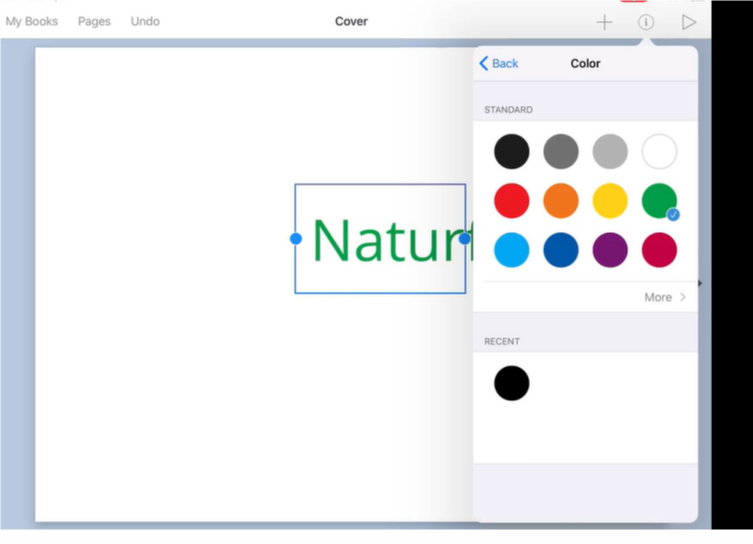 My Books Pages Undo Cover
Back Color
STANDARD
Natur
More
RECENT